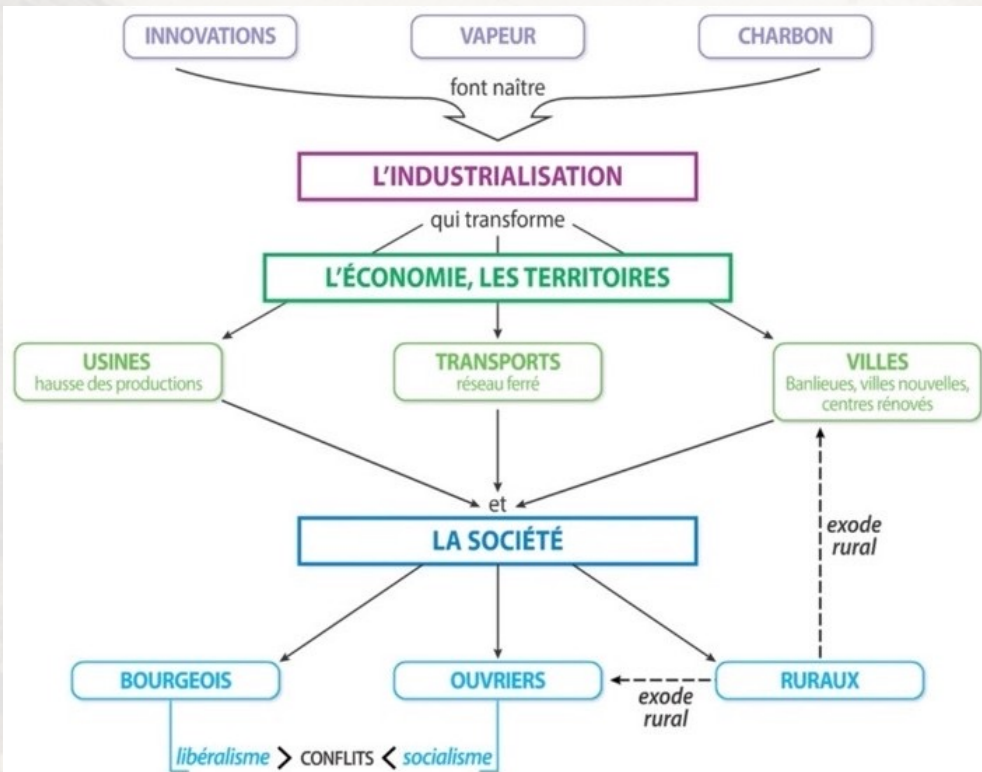 INNOVATIONS
VAPEUR
CHARBON
font naître
L'INDUSTRIALISATION
qui transforme
L'ÉCONOMIE, LES TERRITOIRES
USINES
hausse des productions
TRANSPORTS
réseau ferré
VILLES
Banlieues, villes nouvelles,
centres rénovés
et
LA SOCIÉTÉ
exode
rural
BOURGEOIS
OUVRIERS
exode
rural
RURAUX
libéralisme > CONFLITS < socialisme